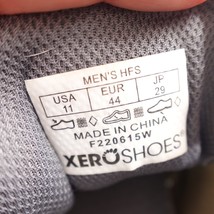 MEN'S HFS
USA EUR JP
11 44 29
MADE IN CHINA
F220615W
XEROSHOES